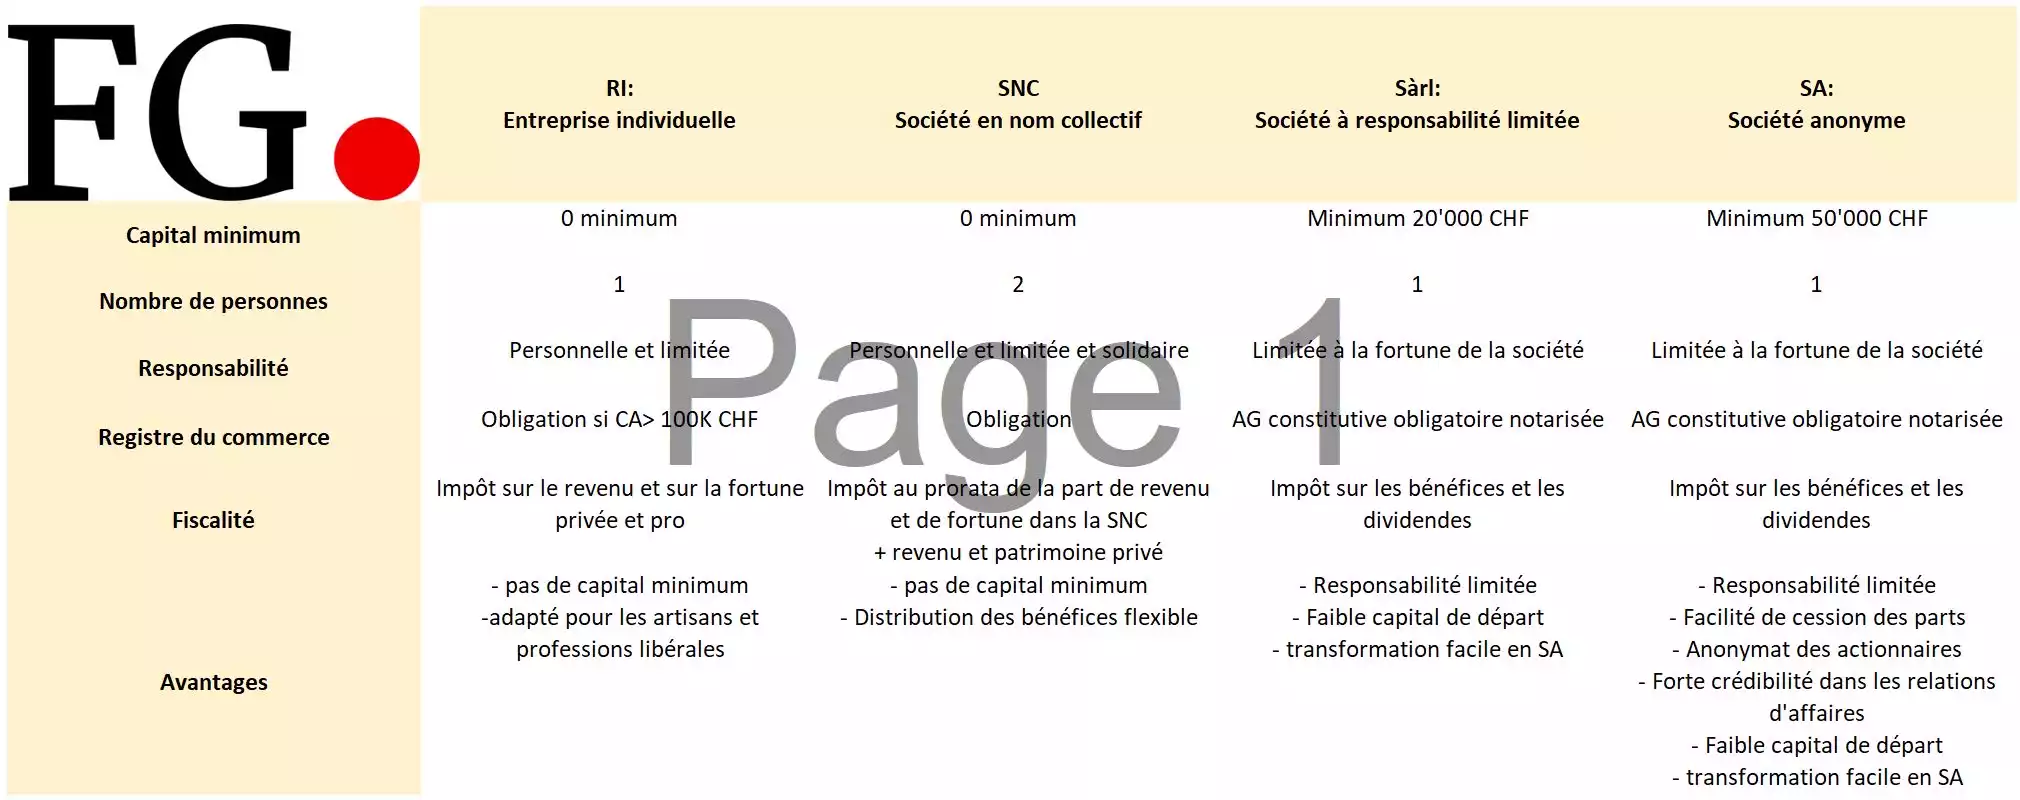 FG.
RI:
Entreprise individuelle
SNC
Société en nom collectif
Sàrl:
Société à responsabilité limitée
SA:
Société anonyme
Capital minimum
0 minimum
0 minimum
Minimum 20'000 CHF
Minimum 50'000 CHF
Nombre de personnes
1
2
1
1
Page 1
Responsabilité
Personnelle et limitée
Personnelle et limitée et solidaire
Limitée à la fortune de la société
Limitée à la fortune de la société
Registre du commerce
Obligation si CA> 100K CHF
Obligation
AG constitutive obligatoire notarisée
AG constitutive obligatoire notarisée
Fiscalité
Impôt sur le revenu et sur la fortune
privée et pro
Impôt au prorata de la part de revenu
et de fortune dans la SNC
+ revenu et patrimoine privé
Impôt sur les bénéfices et les
dividendes
Impôt sur les bénéfices et les
dividendes
Avantages
- pas de capital minimum
-adapté pour les artisans et
professions libérales
- pas de capital minimum
- Distribution des bénéfices flexible
- Responsabilité limitée
- Faible capital de départ
- transformation facile en SA
- Responsabilité limitée
- Facilité de cession des parts
- Anonymat des actionnaires
- Forte crédibilité dans les relations
d'affaires
- Faible capital de départ
- transformation facile en SA